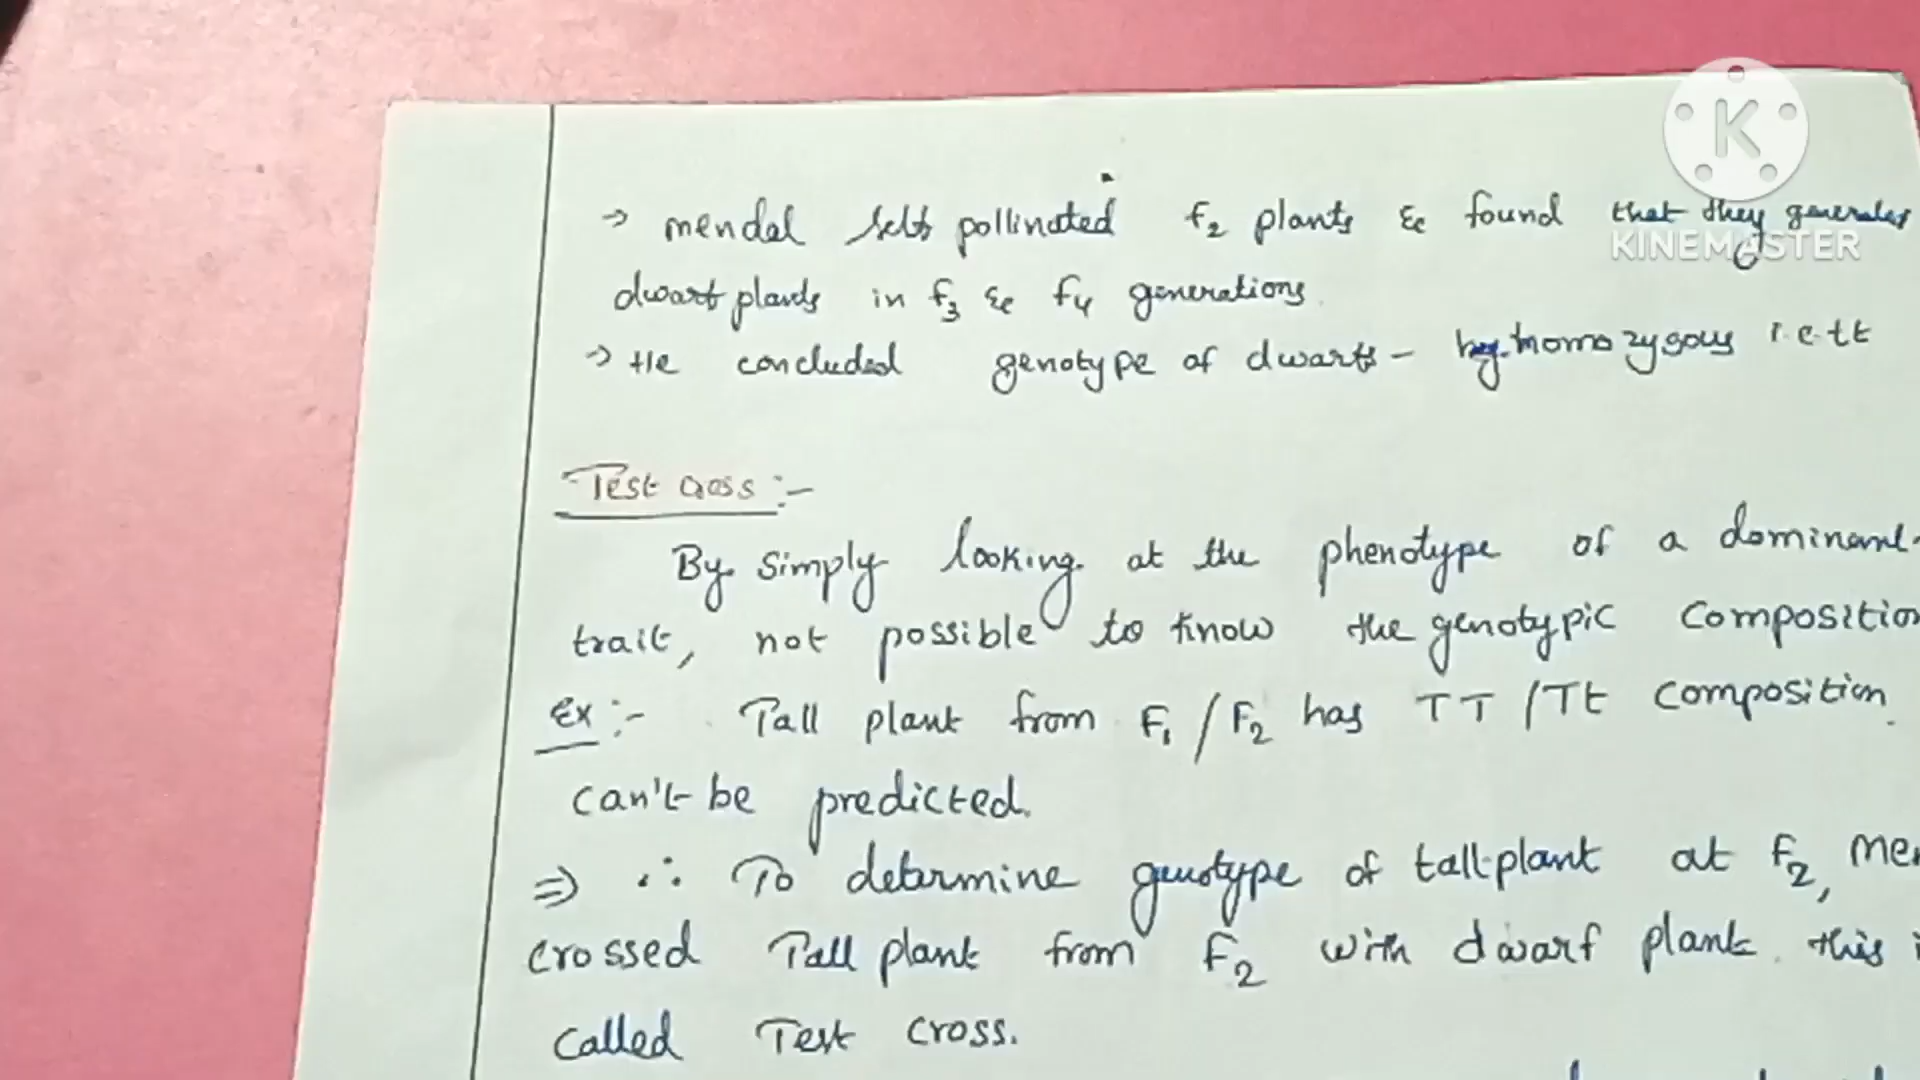 K
KINEMASTER
→ mendel self pollinated F2 plants & found that they generates
dwarf plants in F3 & F4 generations
→ He concluded genotype of dwarfs - homozygous i.e tt
Test cross :-
By simply looking at the phenotype of a dominant
trait, not possible to know the genotypic composition
Ex :- Tall plant from F1 / F2 has TT / Tt composition
can't be predicted.
⇒ ∴ To determine genotype of tall plant at F2, Men
crossed Tall plant from F2 with dwarf plant. this i
called Test cross.